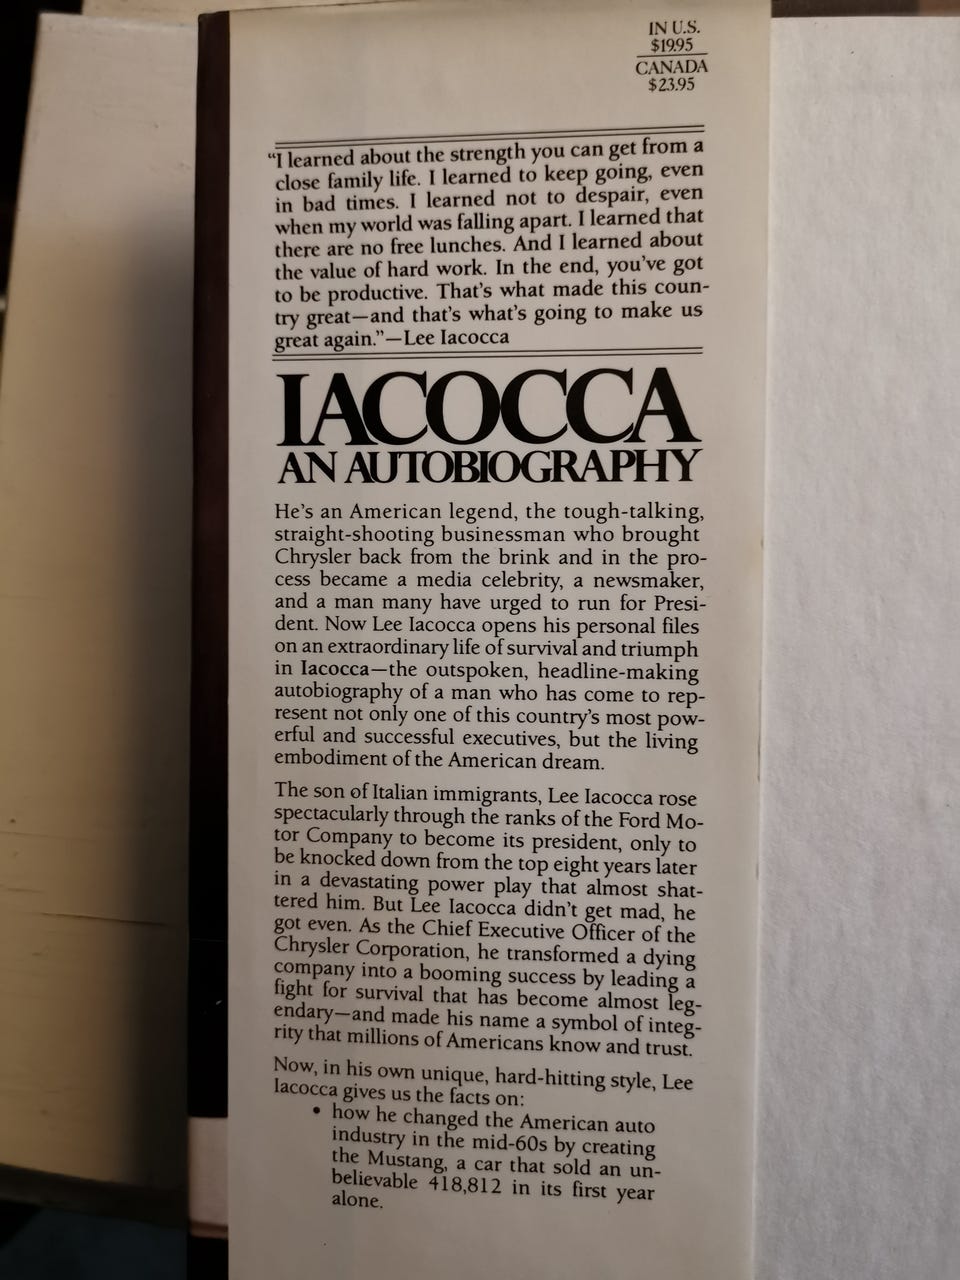 IN U.S.
$19.95
CANADA
$23.95
“I learned about the strength you can get from a
close family life. I learned to keep going, even
in bad times. I learned not to despair, even
when my world was falling apart. I learned that
there are no free lunches. And I learned about
the value of hard work. In the end, you’ve got
to be productive. That’s what made this coun-
try great—and that’s what’s going to make us
great again.”—Lee Iacocca
IACOCCA
AN AUTOBIOGRAPHY
He’s an American legend, the tough-talking,
straight-shooting businessman who brought
Chrysler back from the brink and in the pro-
cess became a media celebrity, a newsmaker,
and a man many have urged to run for Presi-
dent. Now Lee Iacocca opens his personal files
on an extraordinary life of survival and triumph
in Iacocca—the outspoken, headline-making
autobiography of a man who has come to rep-
resent not only one of this country’s most pow-
erful and successful executives, but the living
embodiment of the American dream.
The son of Italian immigrants, Lee Iacocca rose
spectacularly through the ranks of the Ford Mo-
tor Company to become its president, only to
be knocked down from the top eight years later
in a devastating power play that almost shat-
tered him. But Lee Iacocca didn’t get mad, he
got even. As the Chief Executive Officer of the
Chrysler Corporation, he transformed a dying
company into a booming success by leading a
fight for survival that has become almost leg-
endary—and made his name a symbol of integ-
rity that millions of Americans know and trust.
Now, in his own unique, hard-hitting style, Lee
Iacocca gives us the facts on:
• how he changed the American auto
industry in the mid-60s by creating
the Mustang, a car that sold an un-
believable 418,812 in its first year
alone.